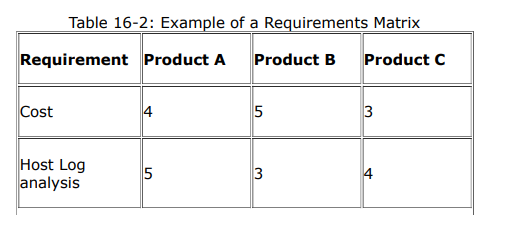 Table 16-2: Example of a Requirements Matrix
Requirement Product A Product B Product C
Cost 4 5 3
Host Log
analysis 5 3 4